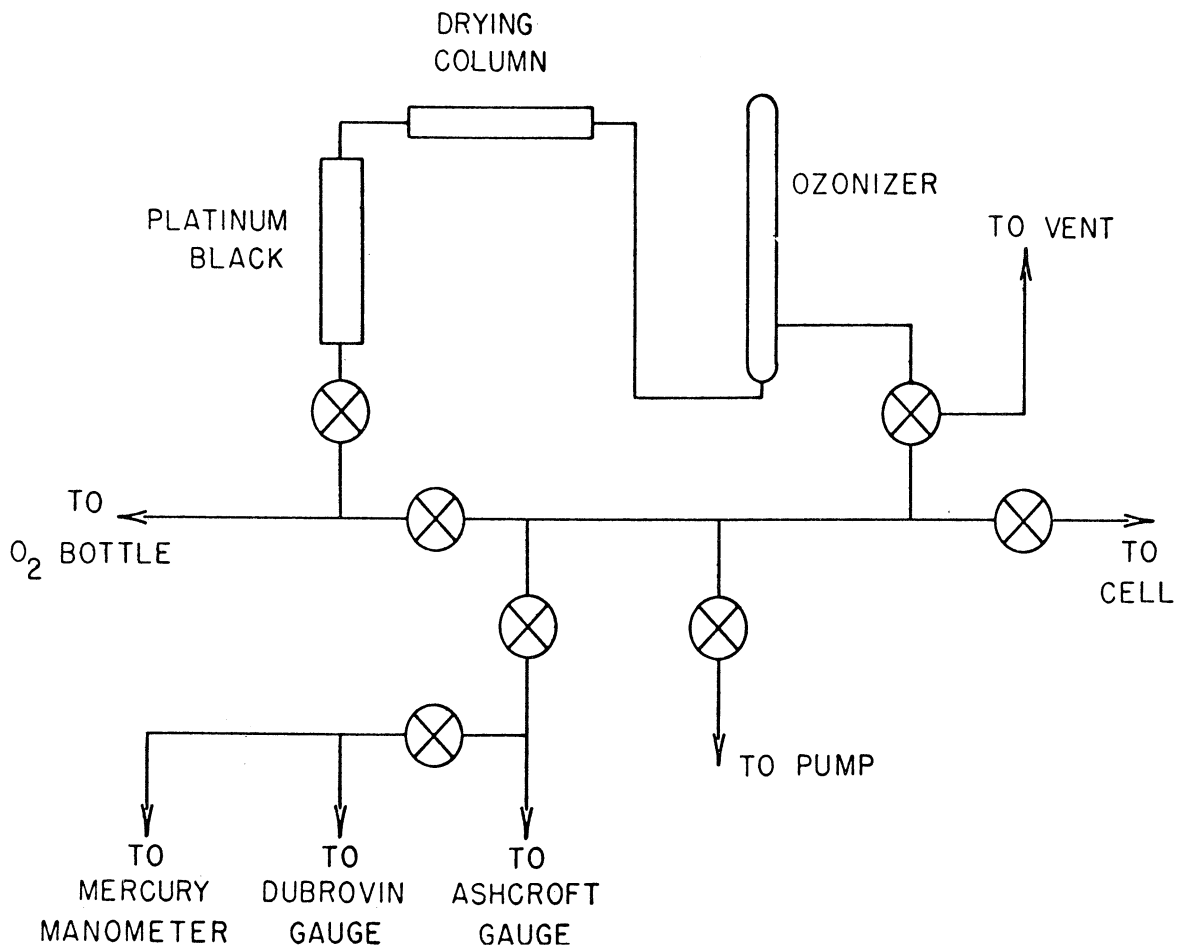 DRYING
COLUMN
OZONIZER
PLATINUM
BLACK
TO VENT
TO
O₂ BOTTLE
TO
CELL
TO PUMP
TO
MERCURY
MANOMETER
TO
DUBROVIN
GAUGE
TO
ASHCROFT
GAUGE